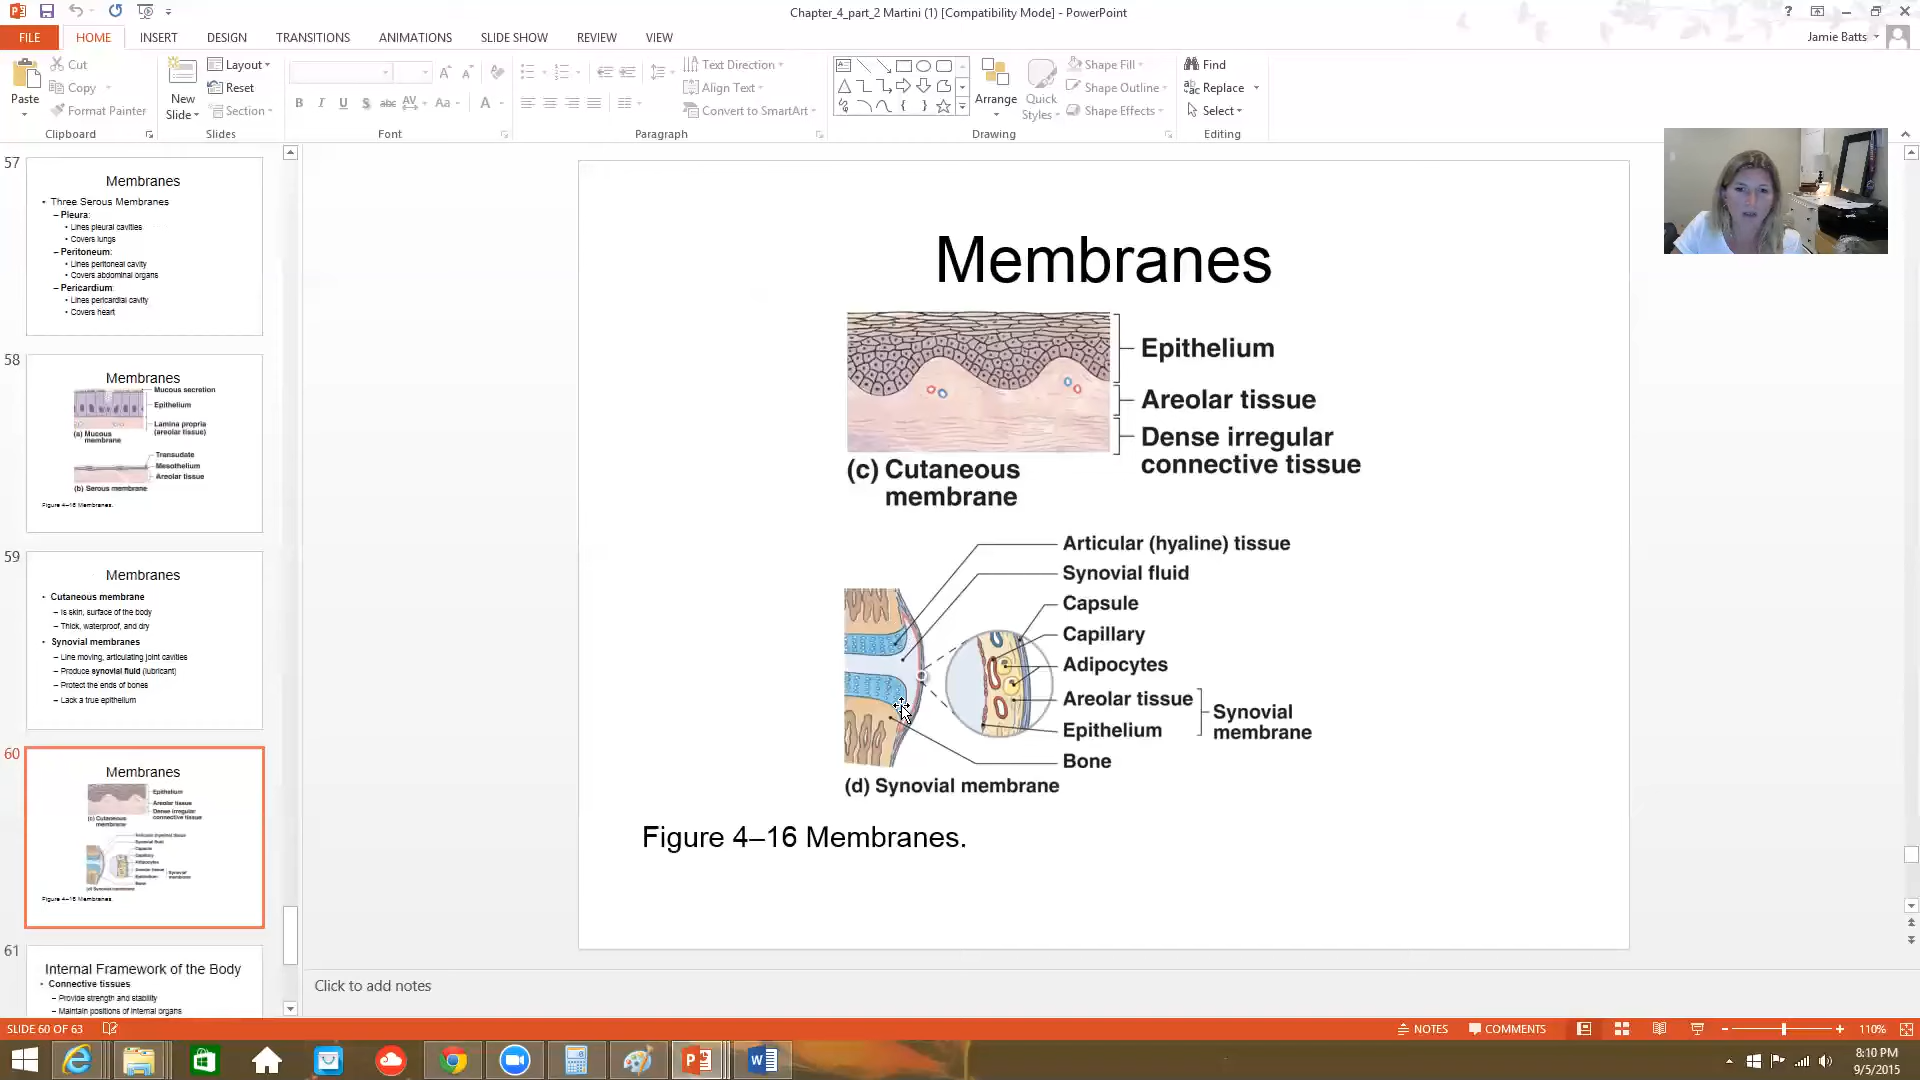 Chapter_4_part_2 Martini (1) [Compatibility Mode] - PowerPoint
FILE
HOME
INSERT
DESIGN
TRANSITIONS
ANIMATIONS
SLIDE SHOW
REVIEW
VIEW
Jamie Batts
Paste
Cut
Copy
Format Painter
Clipboard
New
Slide
Layout
Reset
Section
Slides
Font
Text Direction
Align Text
Convert to SmartArt
Paragraph
Arrange
Quick
Styles
Shape Fill
Shape Outline
Shape Effects
Drawing
Find
Replace
Select
Editing
57
Membranes
• Three Serous Membranes
– Pleura:
• Lines pleural cavities
• Covers lungs
– Peritoneum:
• Lines peritoneal cavity
• Covers abdominal organs
– Pericardium:
• Lines pericardial cavity
• Covers heart
58
Membranes
Mucous secretion
Epithelium
Lamina propria
(areolar tissue)
(a) Mucous
membrane
Transudate
Mesothelium
Areolar tissue
(b) Serous membrane
Figure 4–16 Membranes.
59
Membranes
• Cutaneous membrane
– Is skin, surface of the body
– Thick, waterproof, and dry
• Synovial membranes
– Line moving, articulating joint cavities
– Produce synovial fluid (lubricant)
– Protect the ends of bones
– Lack a true epithelium
60
Membranes
Epithelium
Areolar tissue
Dense irregular
connective tissue
(c) Cutaneous
membrane
Articular (hyaline) tissue
Synovial fluid
Capsule
Capillary
Adipocytes
Areolar tissue
Epithelium
Synovial
membrane
Bone
(d) Synovial membrane
Figure 4–16 Membranes.
61
Internal Framework of the Body
• Connective tissues
– Provide strength and stability
– Maintain positions of internal organs
Membranes
Epithelium
Areolar tissue
Dense irregular
connective tissue
(c) Cutaneous
membrane
Articular (hyaline) tissue
Synovial fluid
Capsule
Capillary
Adipocytes
Areolar tissue
Epithelium
Synovial
membrane
Bone
(d) Synovial membrane
Figure 4–16 Membranes.
Click to add notes
SLIDE 60 OF 63
NOTES
COMMENTS
110%
8:10 PM
9/5/2015